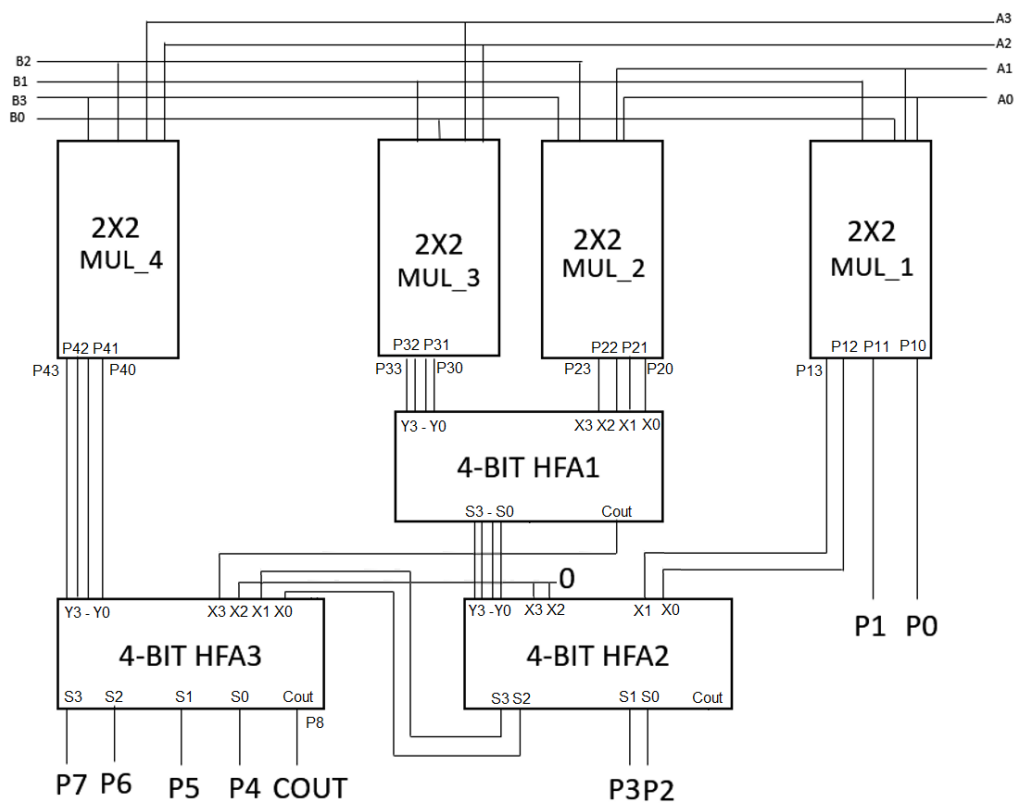 A3
A2
B2
A1
B1
B3
A0
B0
2X2
MUL_4
2X2
MUL_3
2X2
MUL_2
2X2
MUL_1
P42 P41
P32 P31
P22 P21
P12 P11 P10
P43 P40
P33 P30
P23 P20
P13
Y3 - Y0 X3 X2 X1 X0
4-BIT HFA1
S3 - S0 Cout
0
Y3 - Y0 X3 X2 X1 X0
4-BIT HFA3
S3 S2 S1 S0 Cout
P8
Y3 -Y0 X3 X2 X1 X0
4-BIT HFA2
S3 S2 S1 S0 Cout
P1 P0
P7 P6 P5 P4 COUT P3 P2